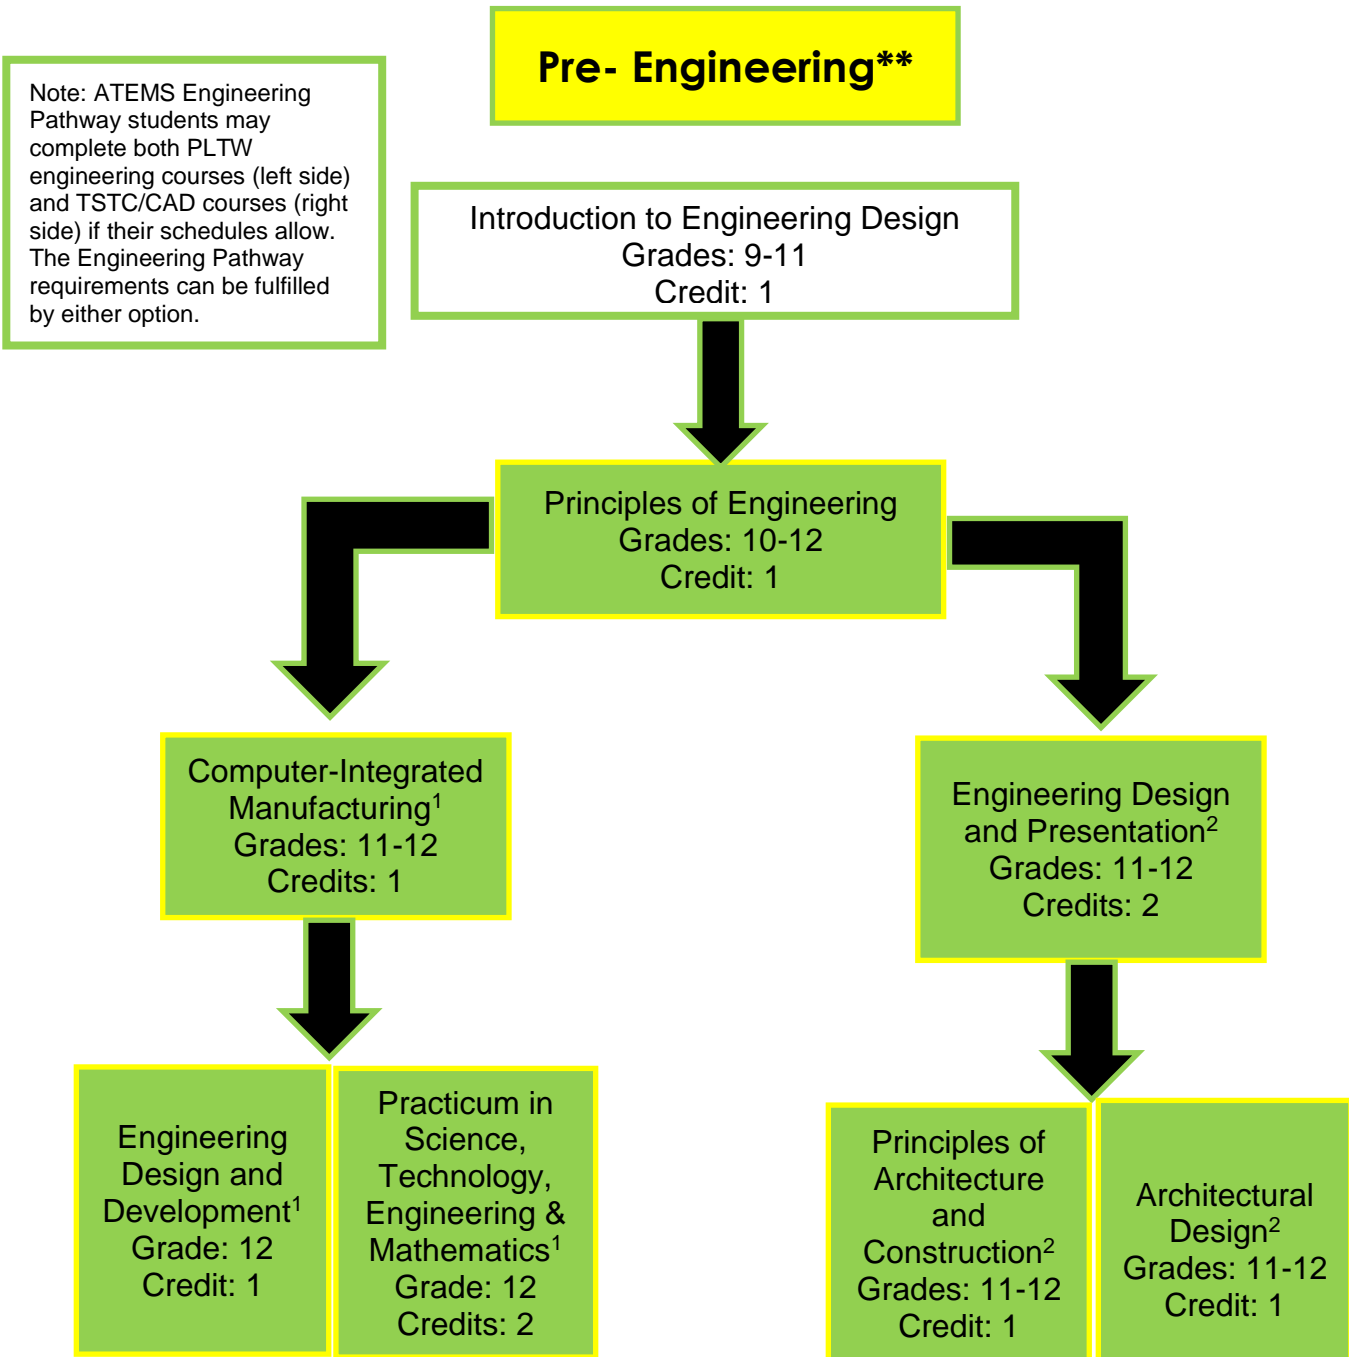 Pre- Engineering**
Note: ATEMS Engineering
Pathway students may
complete both PLTW
engineering courses (left side)
and TSTC/CAD courses (right
side) if their schedules allow.
The Engineering Pathway
requirements can be fulfilled
by either option.
Introduction to Engineering Design
Grades: 9-11
Credit: 1
Principles of Engineering
Grades: 10-12
Credit: 1
Computer-Integrated
Manufacturing¹
Grades: 11-12
Credits: 1
Engineering Design
and Presentation²
Grades: 11-12
Credits: 2
Engineering
Design and
Development¹
Grade: 12
Credit: 1
Practicum in
Science,
Technology,
Engineering &
Mathematics¹
Grade: 12
Credits: 2
Principles of
Architecture
and
Construction²
Grades: 11-12
Credit: 1
Architectural
Design²
Grades: 11-12
Credit: 1